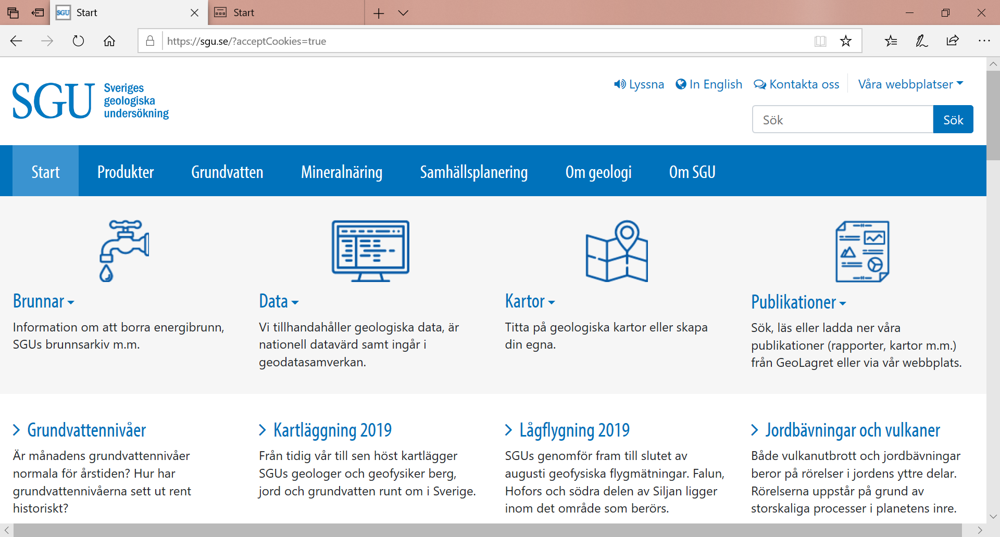 Start
Start
https://sgu.se/?acceptCookies=true
SGU
Sveriges
geologiska
undersökning
Lyssna
In English
Kontakta oss
Våra webbplatser
Sök
Sök
Start
Produkter
Grundvatten
Mineralnäring
Samhällsplanering
Om geologi
Om SGU
Brunnar
Information om att borra energibrunn,
SGUs brunnsarkiv m.m.
Data
Vi tillhandahåller geologiska data, är
nationell datavärd samt ingår i
geodatasamverkan.
Kartor
Titta på geologiska kartor eller skapa
din egna.
Publikationer
Sök, läs eller ladda ner våra
publikationer (rapporter, kartor m.m.)
från GeoLagret eller via vår webbplats.
Grundvattennivåer
Är månadens grundvattennivåer
normala för årstiden? Hur har
grundvattennivåerna sett ut rent
historiskt?
Kartläggning 2019
Från tidig vår till sen höst kartlägger
SGUs geologer och geofysiker berg,
jord och grundvatten runt om i Sverige.
Lågflygning 2019
SGUs genomför fram till slutet av
augusti geofysiska flygmätningar. Falun,
Hofors och södra delen av Siljan ligger
inom det område som berörs.
Jordbävningar och vulkaner
Både vulkanutbrott och jordbävningar
beror på rörelser i jordens yttre delar.
Rörelserna uppstår på grund av
storskaliga processer i planetens inre.